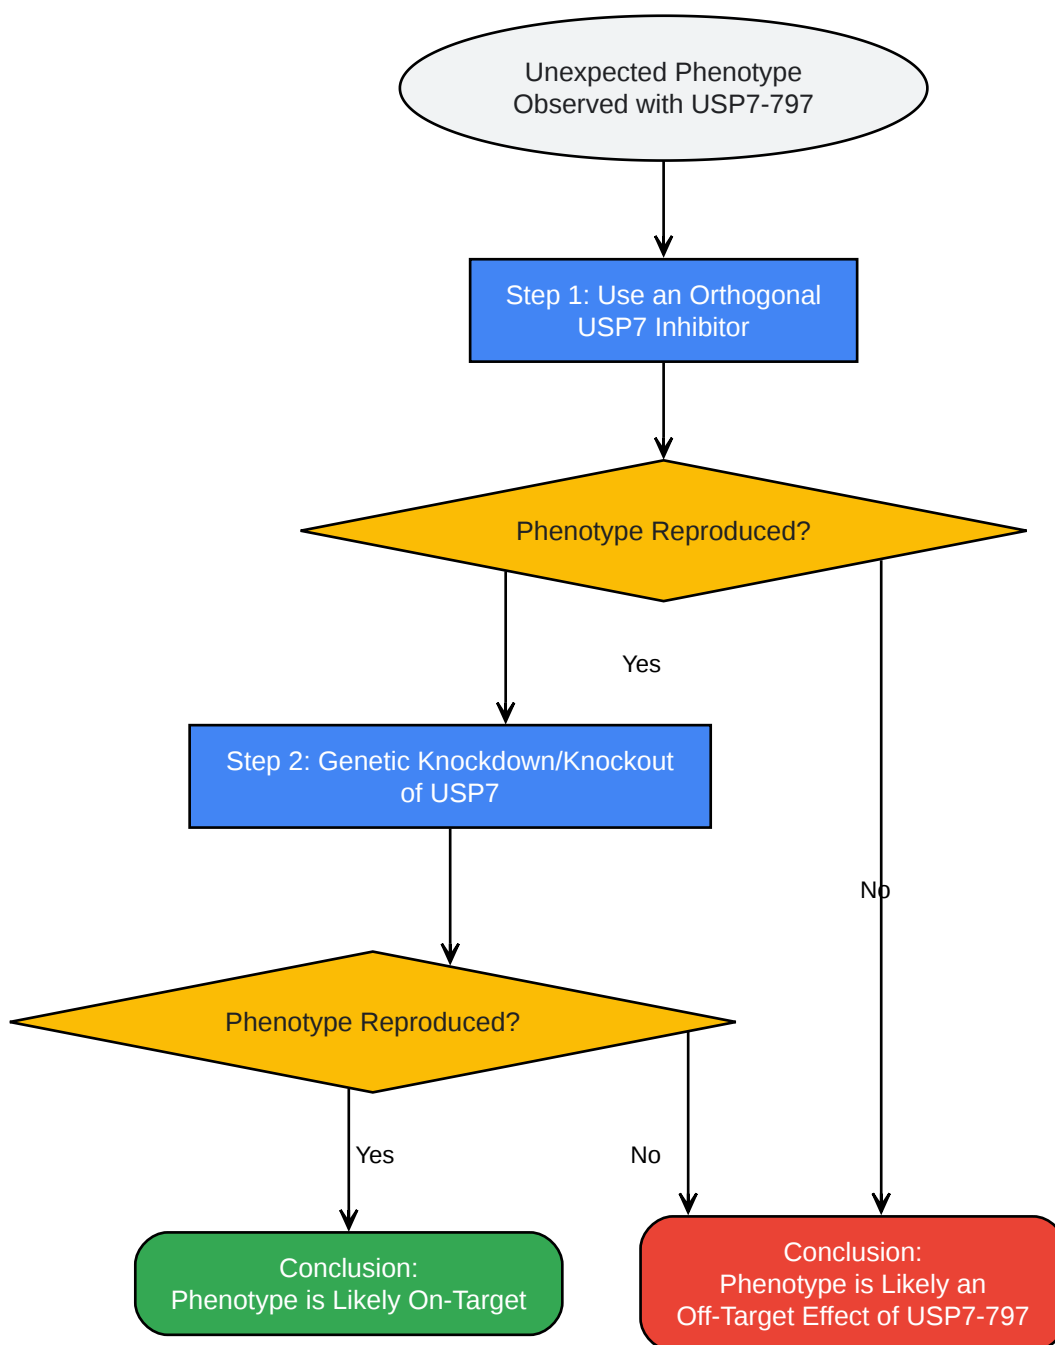 Unexpected Phenotype
Observed with USP7-797
Step 1: Use an Orthogonal
USP7 Inhibitor
Phenotype Reproduced?
Yes
Step 2: Genetic Knockdown/Knockout
of USP7
No
Phenotype Reproduced?
Yes
No
Conclusion:
Phenotype is Likely On-Target
Conclusion:
Phenotype is Likely an
Off-Target Effect of USP7-797